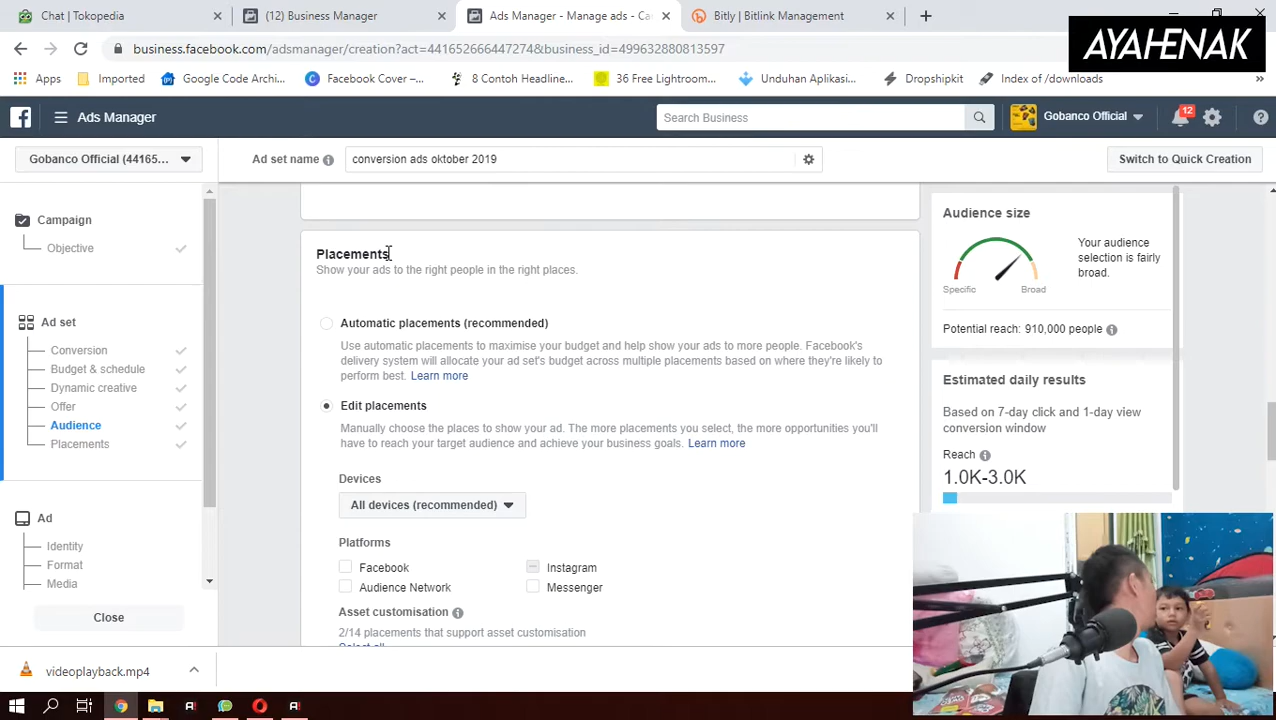 Chat | Tokopedia
(12) Business Manager
Ads Manager - Manage ads - Ca
Bitly | Bitlink Management
business.facebook.com/adsmanager/creation?act=441652666447274&business_id=499632880813597
AYAHENAK
Apps
Imported
Google Code Archi...
Facebook Cover –...
8 Contoh Headline...
36 Free Lightroom...
Unduhan Aplikasi...
Dropshipkit
Index of /downloads
Ads Manager
Search Business
Gobanco Official
12
Gobanco Official (44165...
Ad set name
conversion ads oktober 2019
Switch to Quick Creation
Campaign
Objective
Ad set
Conversion
Budget & schedule
Dynamic creative
Offer
Audience
Placements
Ad
Identity
Format
Media
Close
Placements
Show your ads to the right people in the right places.
Automatic placements (recommended)
Use automatic placements to maximise your budget and help show your ads to more people. Facebook's
delivery system will allocate your ad set's budget across multiple placements based on where they're likely to
perform best. Learn more
Edit placements
Manually choose the places to show your ad. The more placements you select, the more opportunities you'll
have to reach your target audience and achieve your business goals. Learn more
Devices
All devices (recommended)
Platforms
Facebook
Instagram
Audience Network
Messenger
Asset customisation
2/14 placements that support asset customisation
Select all
Audience size
Your audience
selection is fairly
broad.
Specific
Broad
Potential reach: 910,000 people
Estimated daily results
Based on 7-day click and 1-day view
conversion window
Reach
1.0K-3.0K
videoplayback.mp4